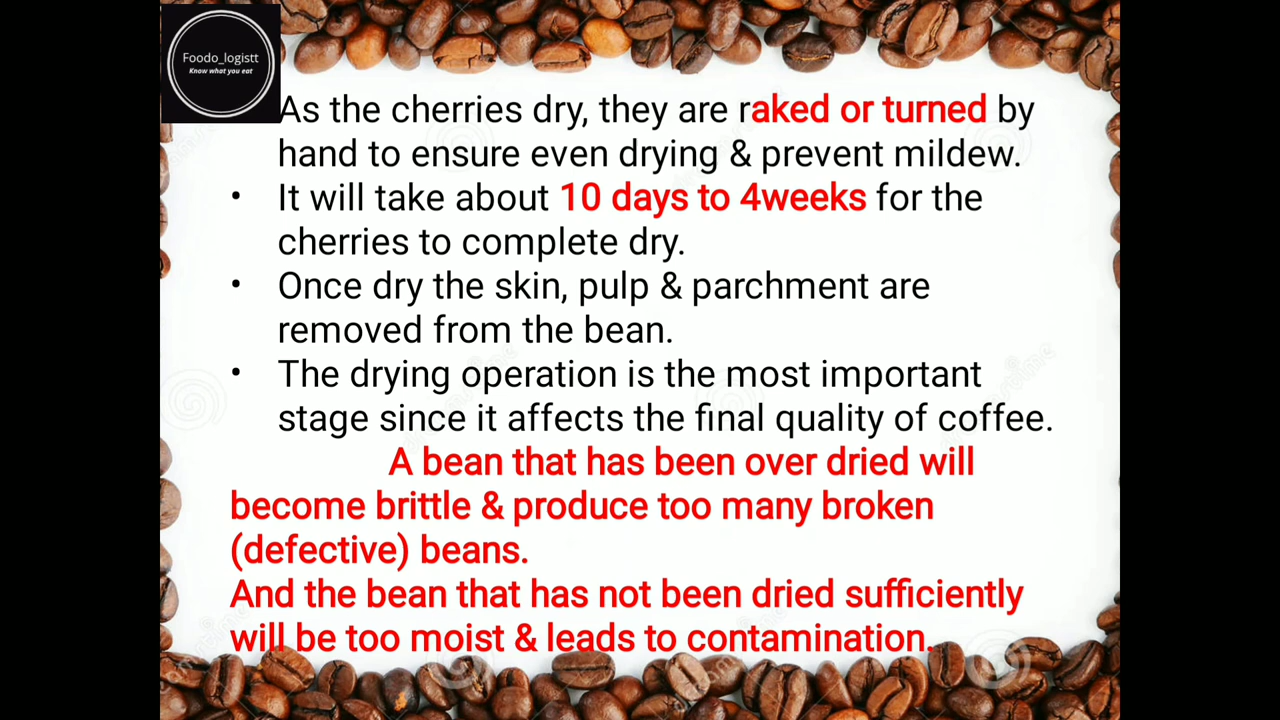 Foodo_logistt
Know what you eat
As the cherries dry, they are raked or turned by
hand to ensure even drying & prevent mildew.
• It will take about 10 days to 4weeks for the
cherries to complete dry.
• Once dry the skin, pulp & parchment are
removed from the bean.
• The drying operation is the most important
stage since it affects the final quality of coffee.
A bean that has been over dried will
become brittle & produce too many broken
(defective) beans.
And the bean that has not been dried sufficiently
will be too moist & leads to contamination.